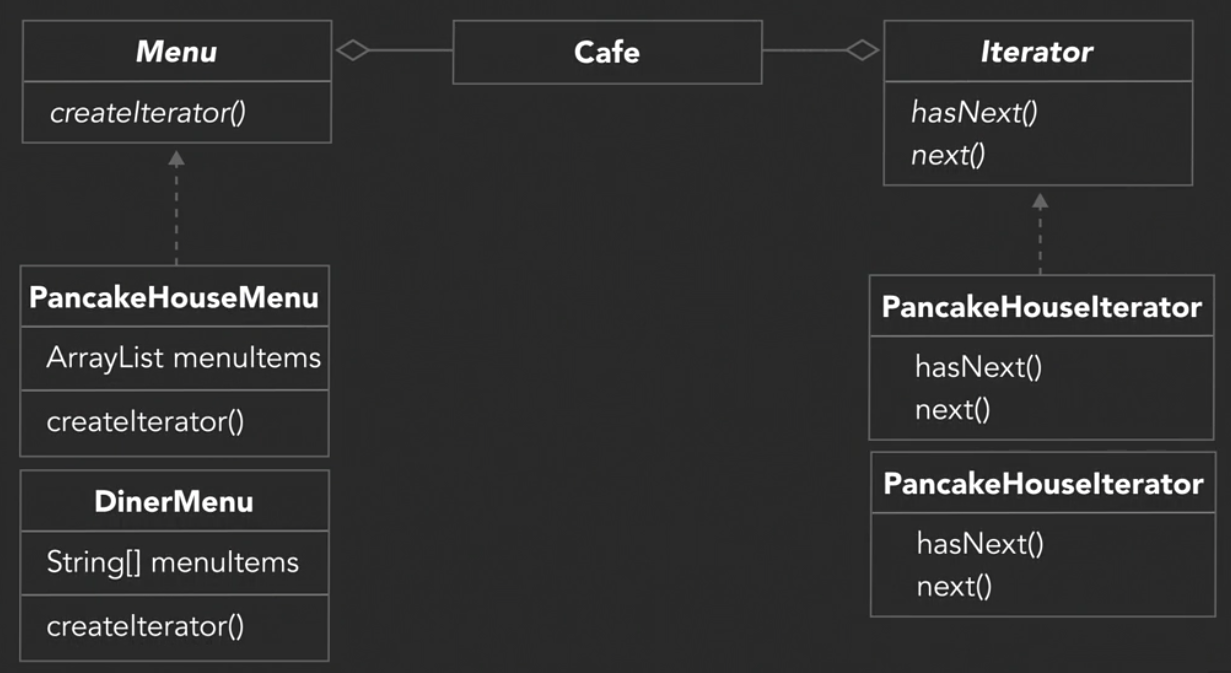 Menu
createIterator()
Cafe
Iterator
hasNext()
next()
PancakeHouseMenu
ArrayList menuItems
createIterator()
DinerMenu
String[] menuItems
createIterator()
PancakeHouseIterator
hasNext()
next()
PancakeHouseIterator
hasNext()
next()